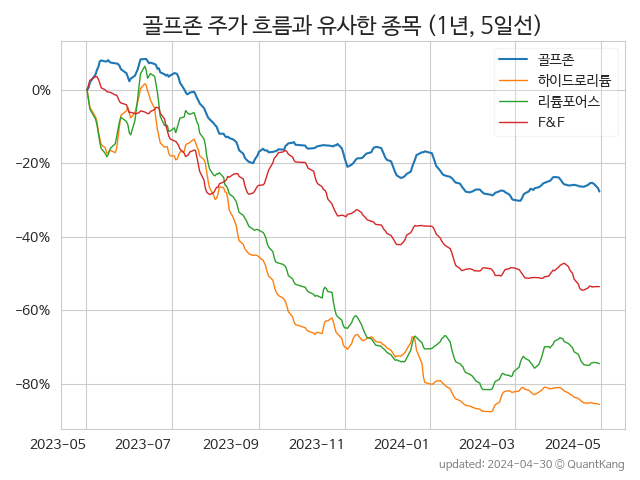 골프존 주가 흐름과 유사한 종목 (1년, 5일선)
골프존
하이드로리튬
리튬포어스
F&F
0%
−20%
−40%
−60%
−80%
2023-05 2023-07 2023-09 2023-11 2024-01 2024-03 2024-05
updated: 2024-04-30 © QuantKang